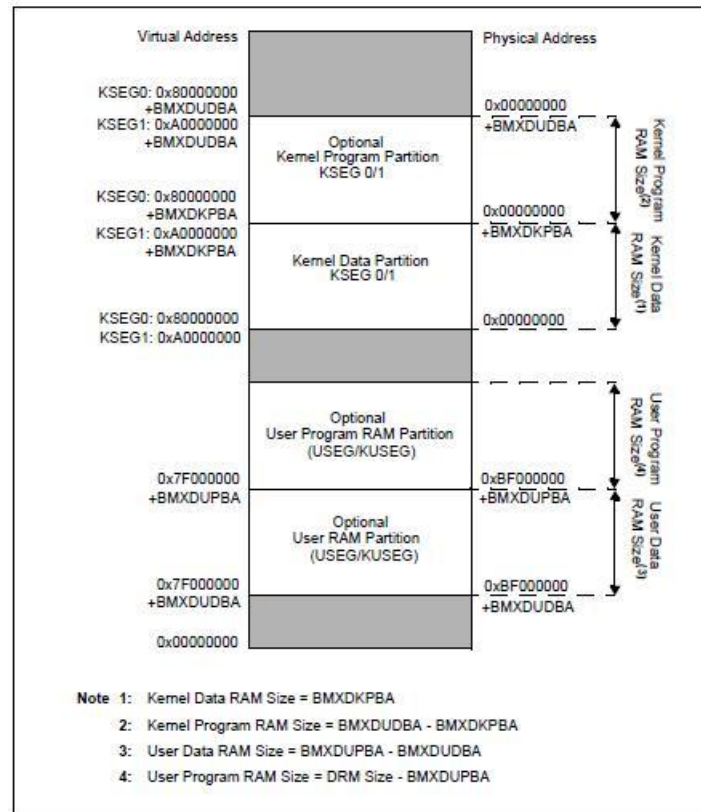 Virtual Address
Physical Address
KSEG0: 0x80000000
+BMXDUDBA
KSEG1: 0xA0000000
+BMXDUDBA
0x00000000
+BMXDUDBA
Optional
Kernel Program Partition
KSEG 0/1
Kernel Program
RAM Size(2)
KSEG0: 0x80000000
+BMXDKPBA
KSEG1: 0xA0000000
+BMXDKPBA
0x00000000
+BMXDKPBA
Kernel Data Partition
KSEG 0/1
Kernel Data
RAM Size(1)
KSEG0: 0x80000000
KSEG1: 0xA0000000
0x00000000
Optional
User Program RAM Partition
(USEG/KUSEG)
User Program
RAM Size(4)
0x7F000000
+BMXDUPBA
0xBF000000
+BMXDUPBA
Optional
User RAM Partition
(USEG/KUSEG)
User Data
RAM Size(3)
0x7F000000
+BMXDUDBA
0xBF000000
+BMXDUDBA
0x00000000
Note 1: Kernel Data RAM Size = BMXDKPBA
2: Kernel Program RAM Size = BMXDUDBA - BMXDKPBA
3: User Data RAM Size = BMXDUPBA - BMXDUDBA
4: User Program RAM Size = DRM Size - BMXDUPBA